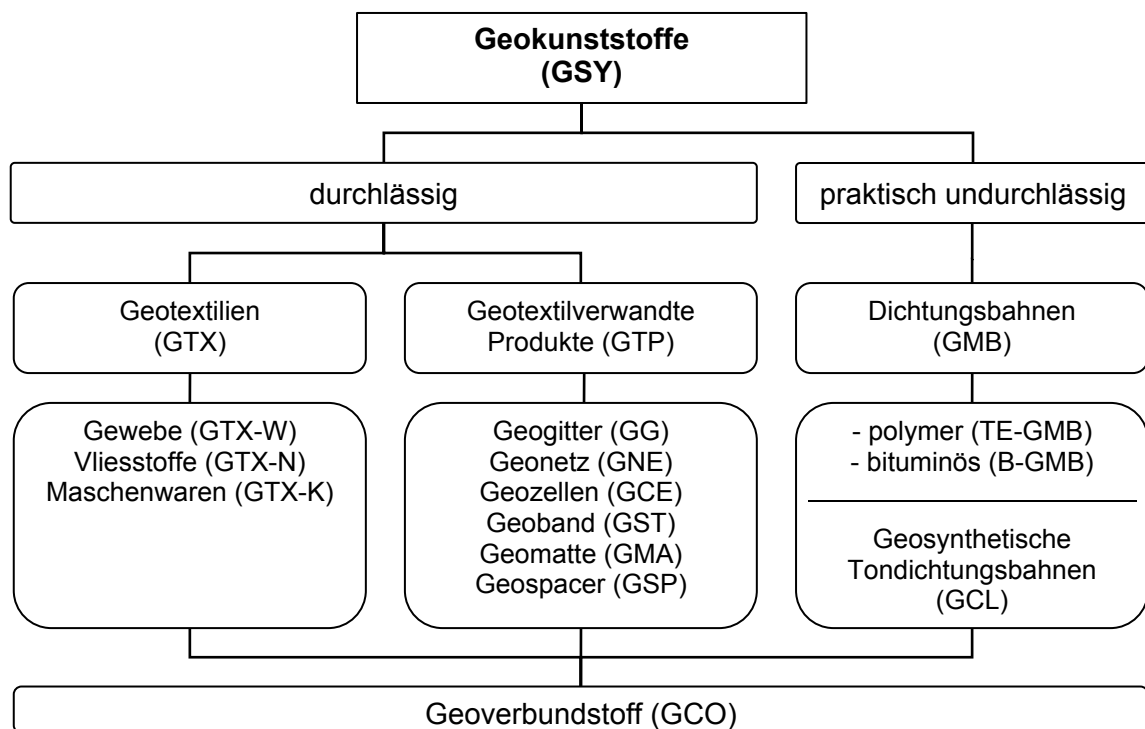 Geokunststoffe
(GSY)
durchlässig
praktisch undurchlässig
Geotextilien
(GTX)
Geotextilverwandte
Produkte (GTP)
Dichtungsbahnen
(GMB)
Gewebe (GTX-W)
Vliesstoffe (GTX-N)
Maschenwaren (GTX-K)
Geogitter (GG)
Geonetz (GNE)
Geozellen (GCE)
Geoband (GST)
Geomatte (GMA)
Geospacer (GSP)
- polymer (TE-GMB)
- bituminös (B-GMB)
Geosynthetische
Tondichtungsbahnen
(GCL)
Geoverbundstoff (GCO)